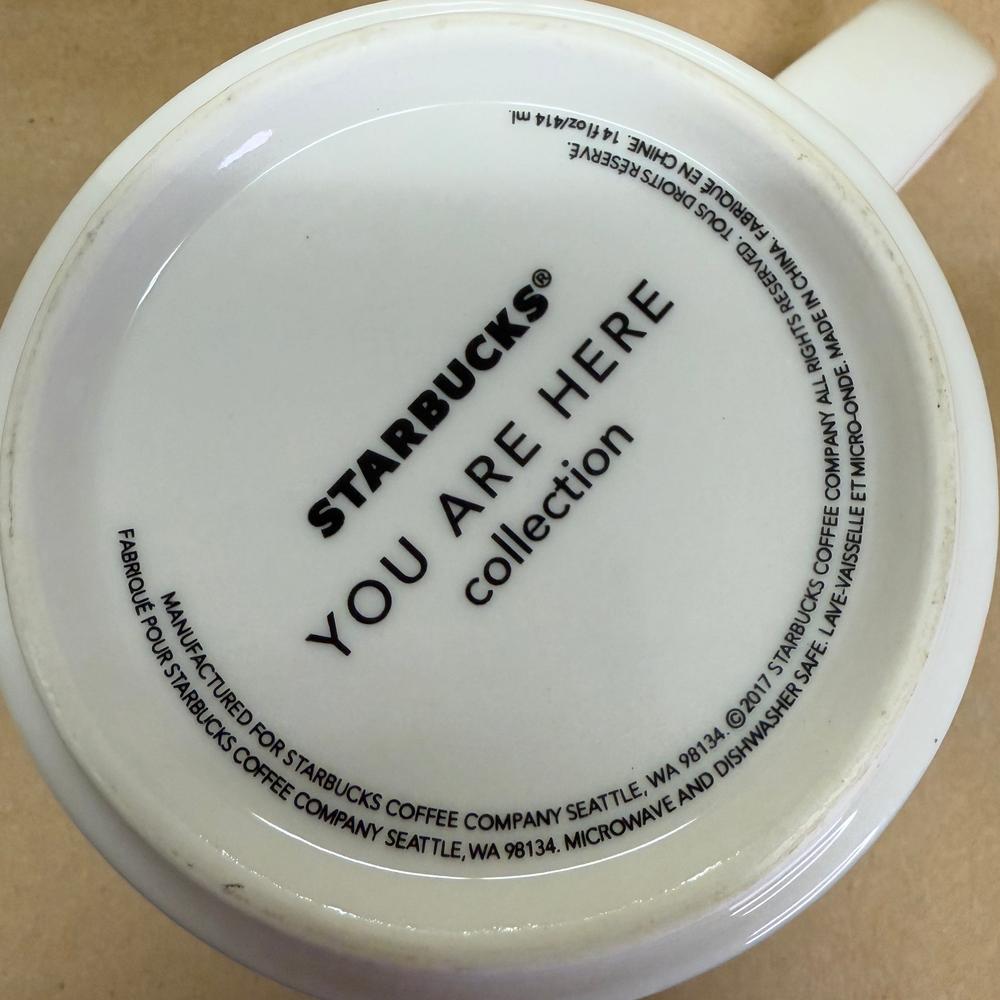 STARBUCKS®
YOU ARE HERE
collection
MANUFACTURED FOR STARBUCKS COFFEE COMPANY SEATTLE, WA 98134. ©2017 STARBUCKS COFFEE COMPANY ALL RIGHTS RESERVED. TOUS DROITS RÉSERVÉ.
FABRIQUÉ POUR STARBUCKS COFFEE COMPANY SEATTLE, WA 98134. MICROWAVE AND DISHWASHER SAFE. LAVE-VAISSELLE ET MICRO-ONDE. MADE IN CHINA. FABRIQUÉ EN CHINE. 14 fl oz/414 ml.